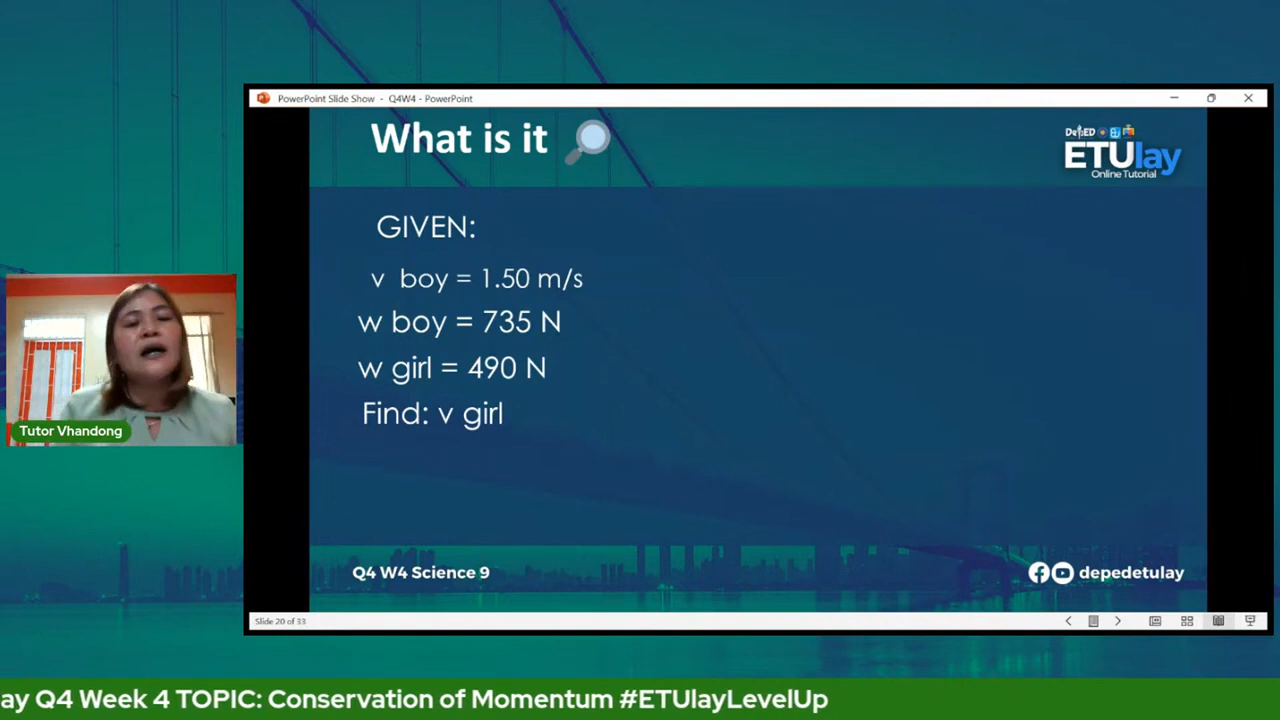 PowerPoint Slide Show - Q4W4 - PowerPoint
What is it
DepED
ETUlay
Online Tutorial
GIVEN:
v boy = 1.50 m/s
w boy = 735 N
w girl = 490 N
Find: v girl
Tutor Vhandong
Q4 W4 Science 9
depedetulay
Slide 20 of 33
ay Q4 Week 4 TOPIC: Conservation of Momentum #ETUlayLevelUp